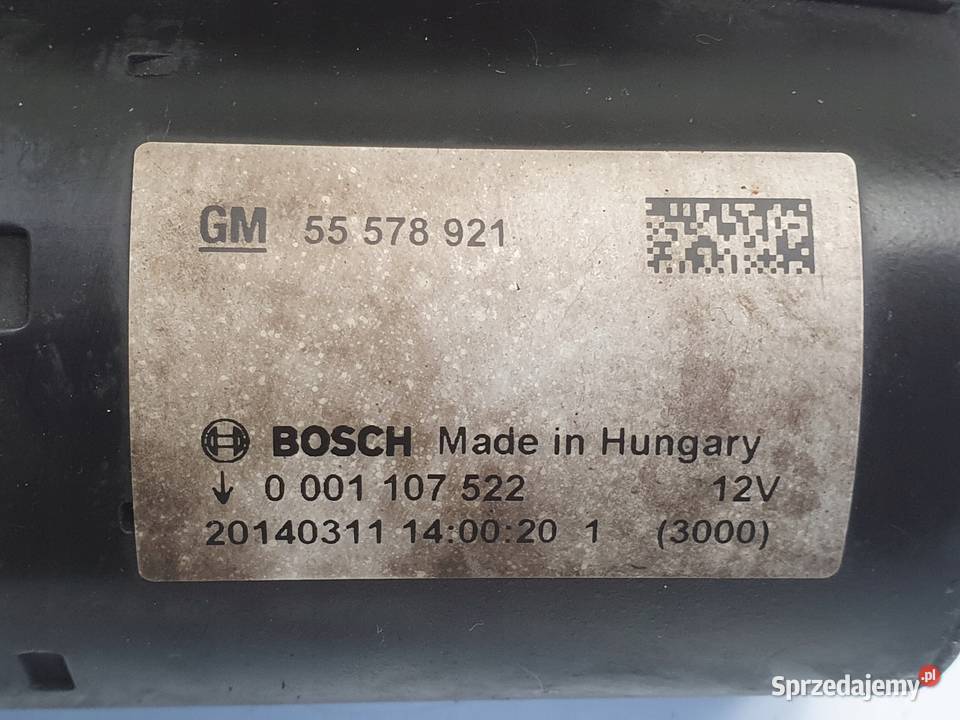 GM 55 578 921
BOSCH Made in Hungary
↓ 0 001 107 522 12V
20140311 14:00:20 1 (3000)
Sprzedajemy.pl